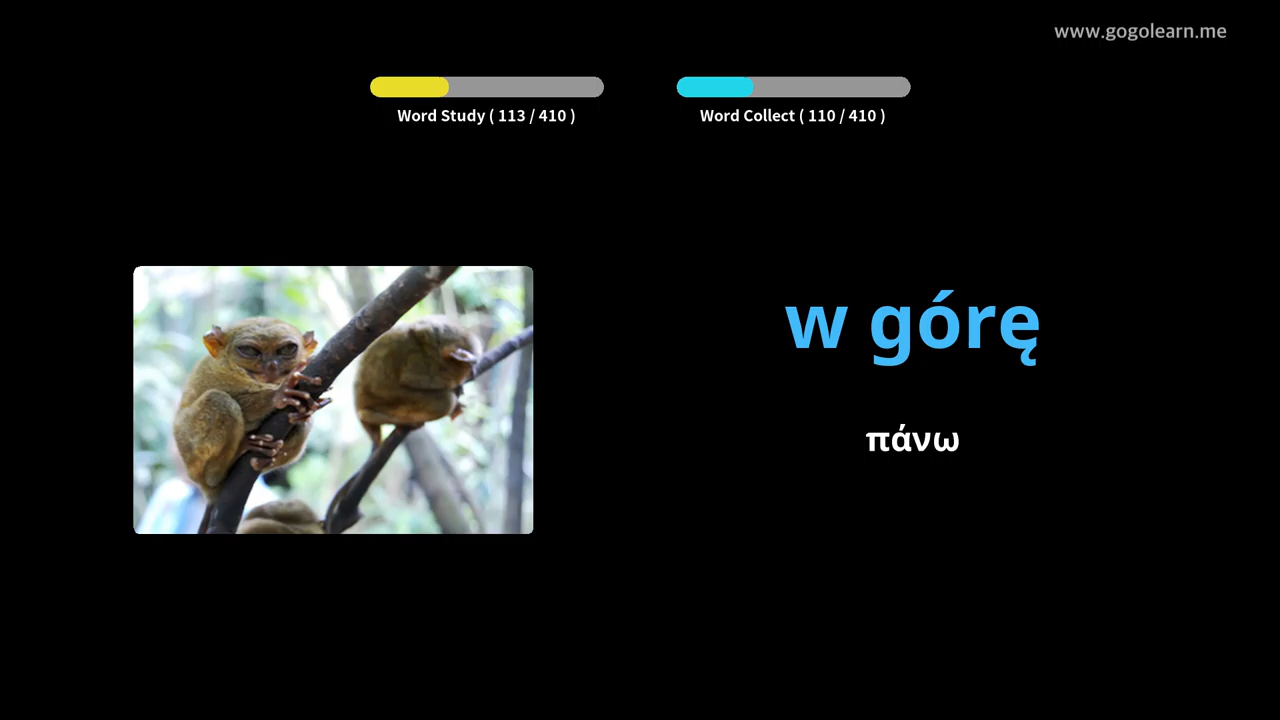 www.gogolearn.me
Word Study ( 113 / 410 )
Word Collect ( 110 / 410 )
w górę
πάνω